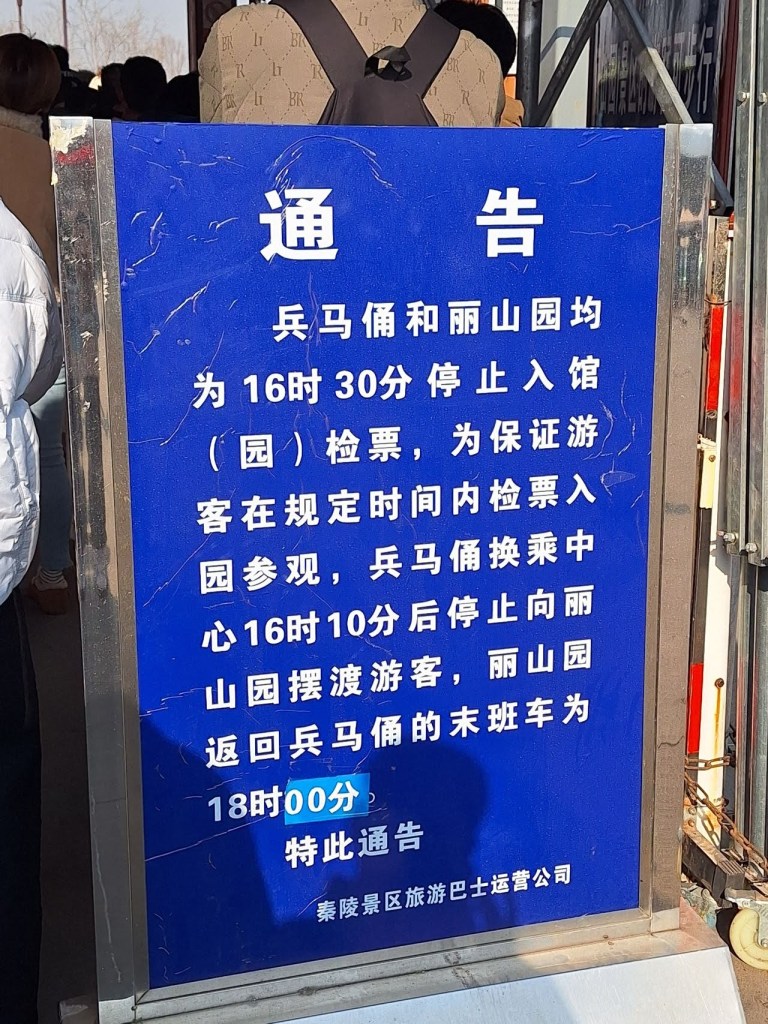 通告
兵马俑和丽山园均
为16时30分停止入馆
（园）检票，为保证游
客在规定时间内检票入
园参观，兵马俑换乘中
心16时10分后停止向丽
山园摆渡游客，丽山园
返回兵马俑的末班车为
18时00分。
特此通告
秦陵景区旅游巴士运营公司